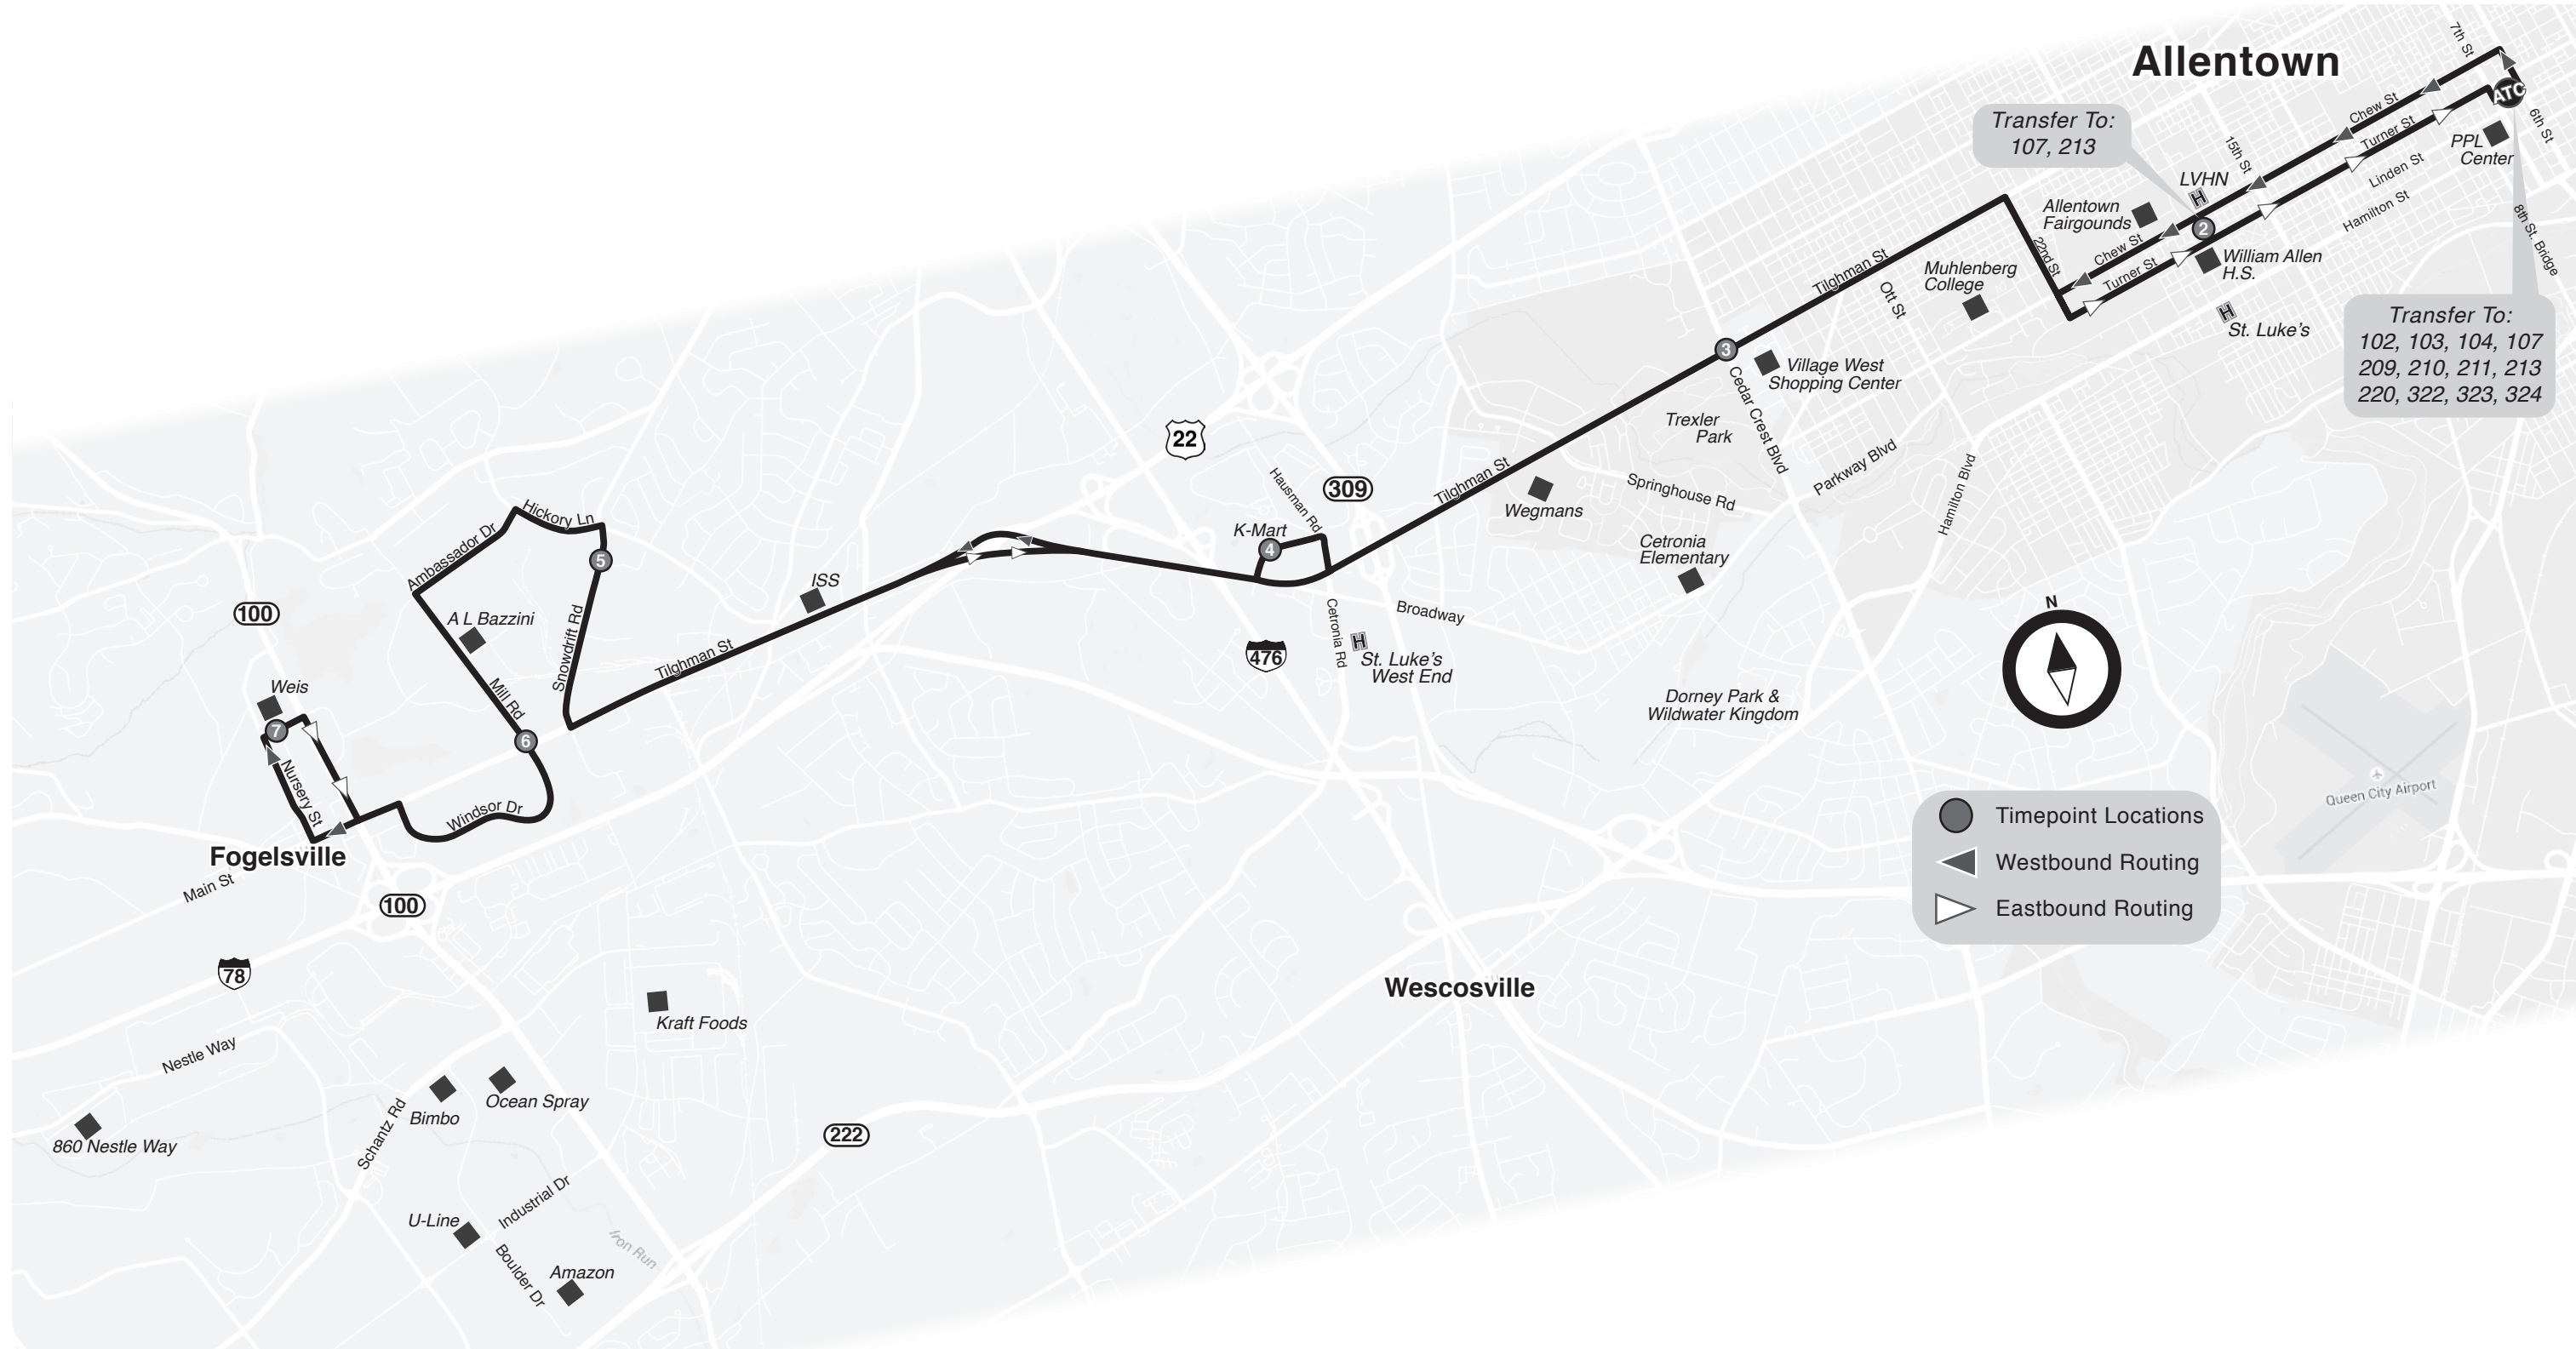 Allentown
7th St
ATC
6th St
Chew St
Turner St
PPL
Center
Linden St
Hamilton St
8th St. Bridge
15th St
Transfer To:
107, 213
LVHN
H
Allentown
Fairgounds
2
Chew St
Turner St
22nd St
William Allen
H.S.
H
St. Luke's
Transfer To:
102, 103, 104, 107
209, 210, 211, 213
220, 322, 323, 324
Muhlenberg
College
Tilghman St
Ott St
3
Village West
Shopping Center
Cedar Crest Blvd
Trexler
Park
Parkway Blvd
Hamilton Blvd
Springhouse Rd
Tilghman St
Wegmans
Cetronia
Elementary
22
309
Hausman Rd
K-Mart
4
Cetronia Rd
Broadway
H
St. Luke's
West End
476
Dorney Park &
Wildwater Kingdom
N
Queen City Airport
Timepoint Locations
Westbound Routing
Eastbound Routing
Hickory Ln
Ambassador Dr
5
Snowdrift Rd
ISS
Tilghman St
A L Bazzini
Mill Rd
6
100
Weis
7
Nursery St
Windsor Dr
Fogelsville
Main St
100
78
Wescosville
Kraft Foods
Nestle Way
860 Nestle Way
Schantz Rd
Bimbo
Ocean Spray
222
U-Line
Industrial Dr
Boulder Dr
Iron Run
Amazon